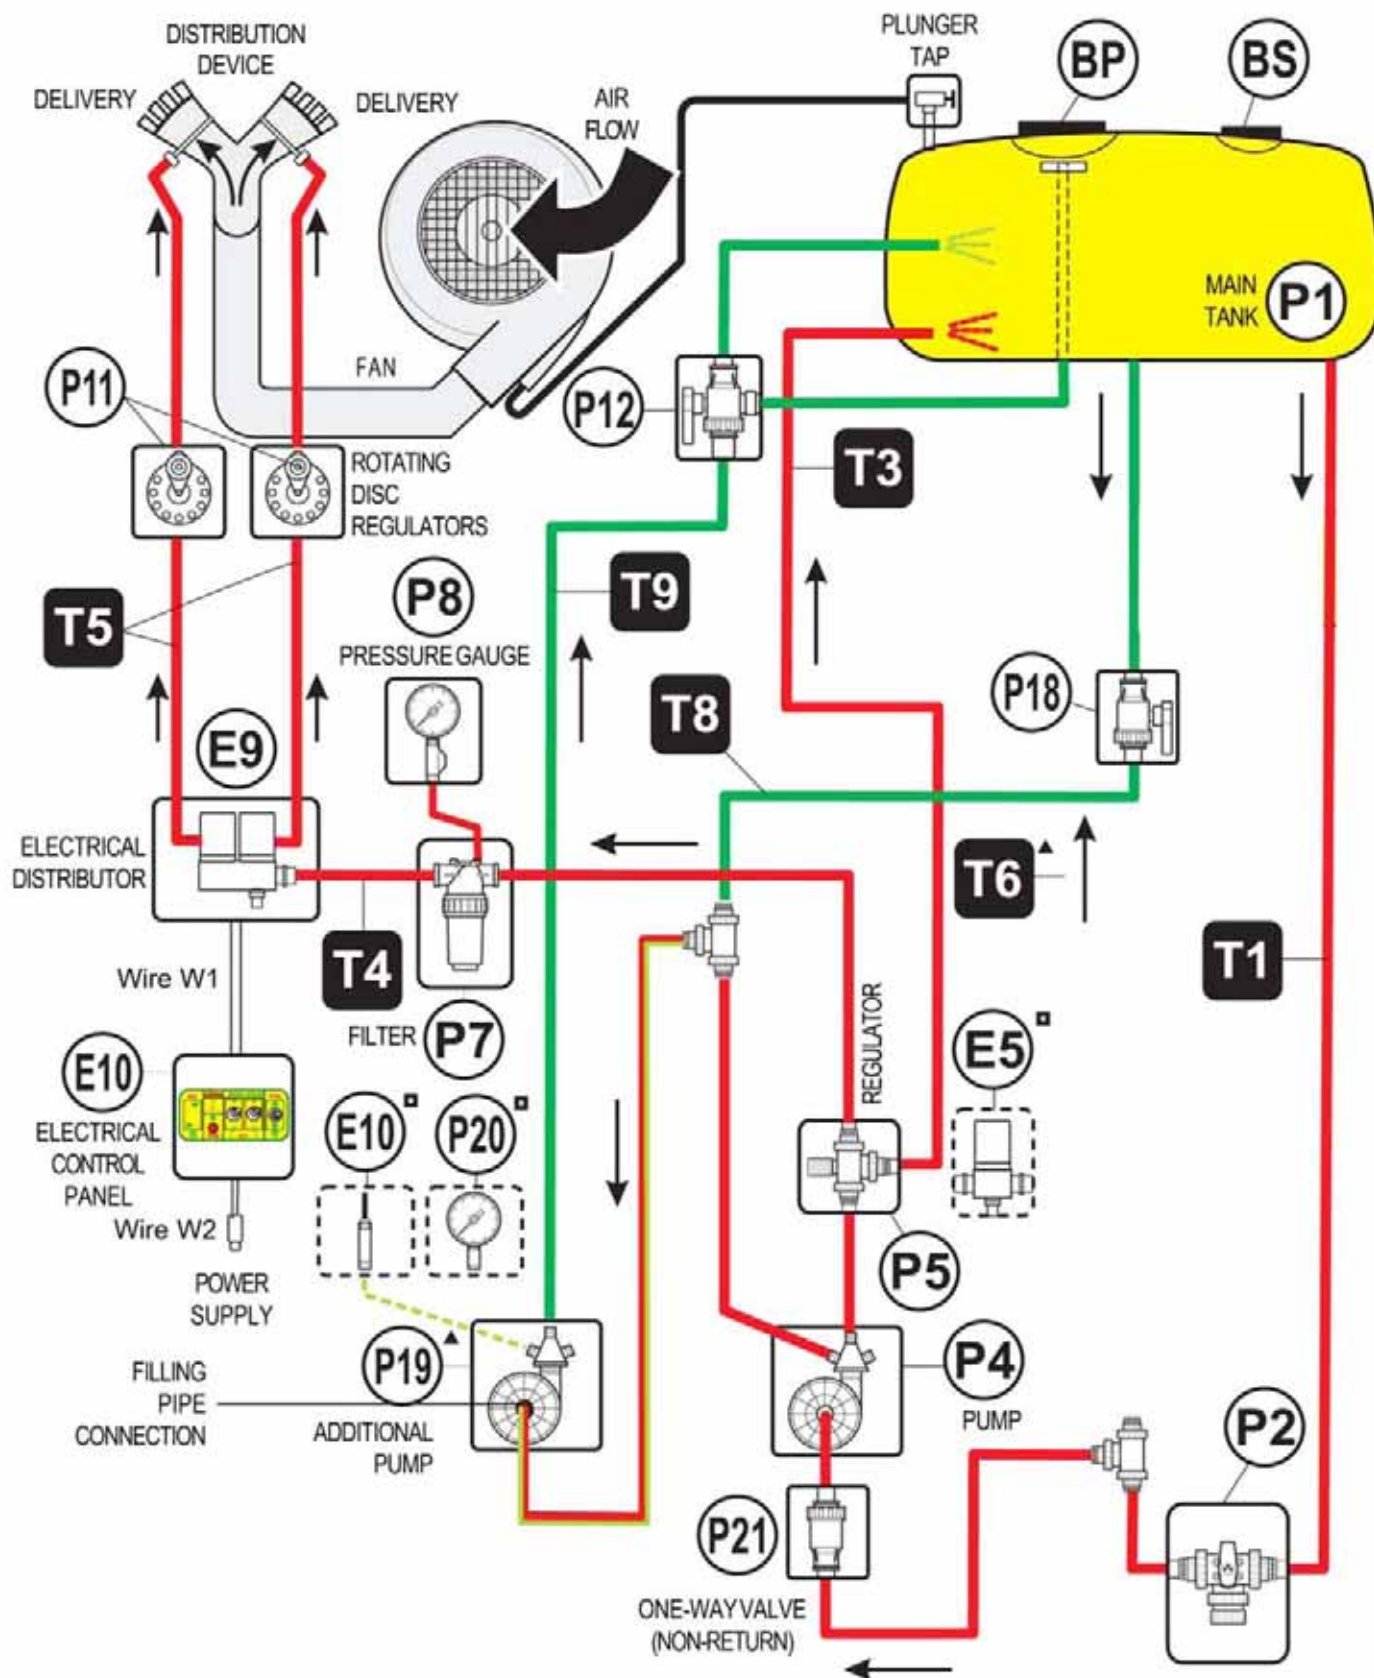 DISTRIBUTION
DEVICE
DELIVERY
DELIVERY
AIR
FLOW
PLUNGER
TAP
BP
BS
MAIN
TANK
P1
FAN
P11
P12
T3
ROTATING
DISC
REGULATORS
T5
P8
T9
PRESSURE GAUGE
P18
T8
E9
ELECTRICAL
DISTRIBUTOR
T6
T1
T4
Wire W1
FILTER
P7
REGULATOR
E5
E10
ELECTRICAL
CONTROL
PANEL
E10
P20
Wire W2
POWER
SUPPLY
P5
P19
P4
FILLING
PIPE
CONNECTION
ADDITIONAL
PUMP
PUMP
P2
P21
ONE-WAY VALVE
(NON-RETURN)